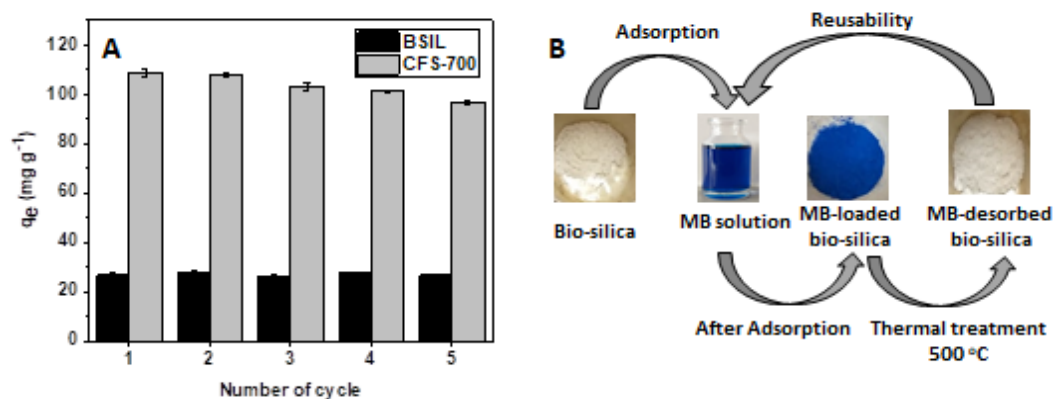 A
BSIL
CFS-700
120
100
80
60
40
20
0
qe (mg g-1)
1 2 3 4 5
Number of cycle
B
Adsorption
Reusability
Bio-silica
MB solution
MB-loaded
bio-silica
MB-desorbed
bio-silica
After Adsorption
Thermal treatment
500 °C